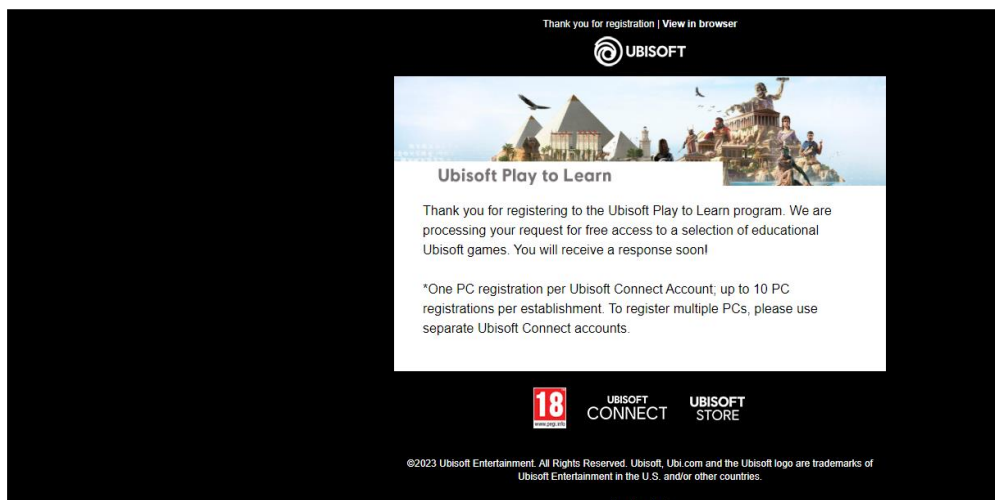 Thank you for registration | View in browser
UBISOFT
Ubisoft Play to Learn
Thank you for registering to the Ubisoft Play to Learn program. We are
processing your request for free access to a selection of educational
Ubisoft games. You will receive a response soon!
*One PC registration per Ubisoft Connect Account; up to 10 PC
registrations per establishment. To register multiple PCs, please use
separate Ubisoft Connect accounts.
18
www.pegi.info
UBISOFT
CONNECT
UBISOFT
STORE
©2023 Ubisoft Entertainment. All Rights Reserved. Ubisoft, Ubi.com and the Ubisoft logo are trademarks of
Ubisoft Entertainment in the U.S. and/or other countries.